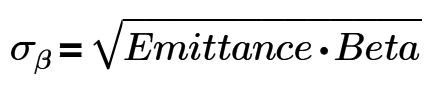 σβ = √Emittance · Beta